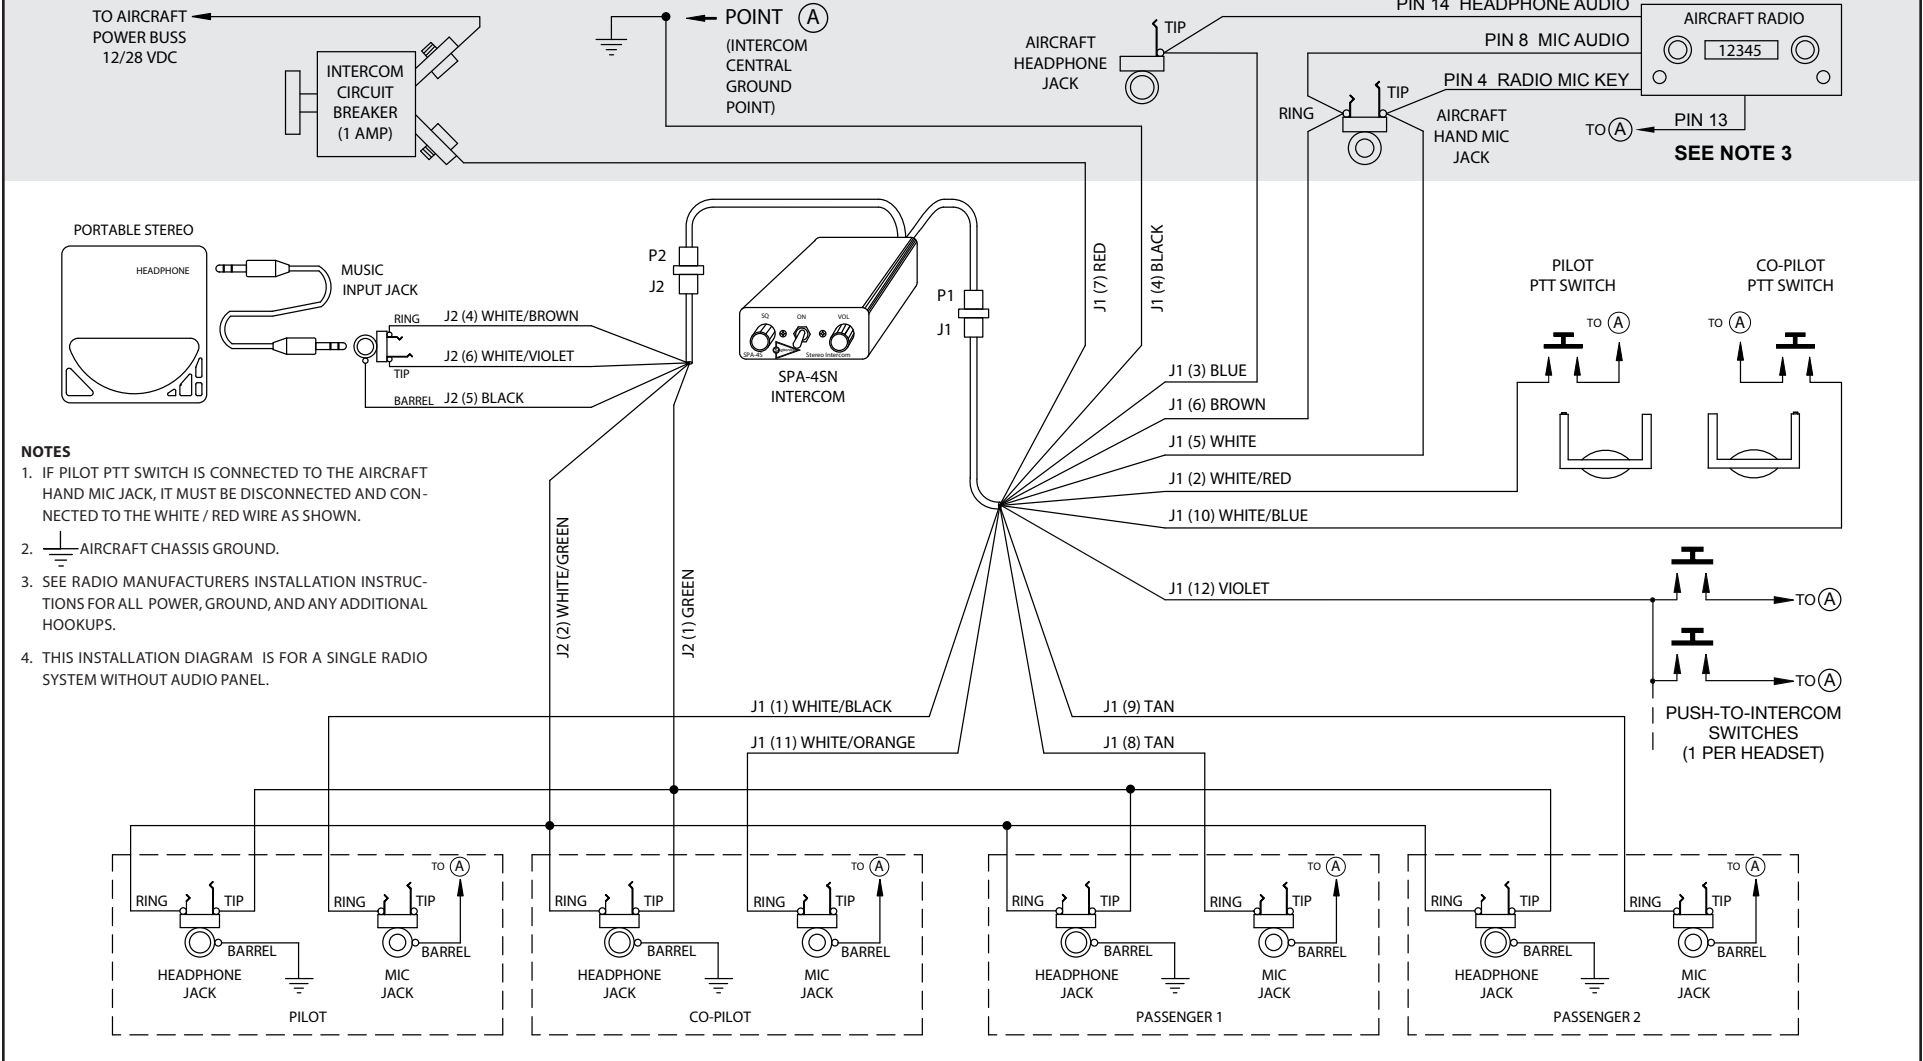 TO AIRCRAFT
POWER BUSS
12/28 VDC
INTERCOM
CIRCUIT
BREAKER
(1 AMP)
POINT A
(INTERCOM
CENTRAL
GROUND
POINT)
AIRCRAFT
HEADPHONE
JACK
TIP
PIN 14 HEADPHONE AUDIO
PIN 8 MIC AUDIO
PIN 4 RADIO MIC KEY
RING
TIP
AIRCRAFT
HAND MIC
JACK
AIRCRAFT RADIO
12345
TO A
PIN 13
SEE NOTE 3
PORTABLE STEREO
HEADPHONE
MUSIC
INPUT JACK
RING
J2 (4) WHITE/BROWN
J2 (6) WHITE/VIOLET
TIP
BARREL
J2 (5) BLACK
P2
J2
SQ
ON
VOL
SPA-4S
Stereo Intercom
SPA-4SN
INTERCOM
P1
J1
J1 (7) RED
J1 (4) BLACK
J1 (3) BLUE
J1 (6) BROWN
J1 (5) WHITE
J1 (2) WHITE/RED
J1 (10) WHITE/BLUE
J1 (12) VIOLET
PILOT
PTT SWITCH
TO A
CO-PILOT
PTT SWITCH
TO A
TO A
TO A
PUSH-TO-INTERCOM
SWITCHES
(1 PER HEADSET)
NOTES
1. IF PILOT PTT SWITCH IS CONNECTED TO THE AIRCRAFT
HAND MIC JACK, IT MUST BE DISCONNECTED AND CON-
NECTED TO THE WHITE / RED WIRE AS SHOWN.
2. AIRCRAFT CHASSIS GROUND.
3. SEE RADIO MANUFACTURERS INSTALLATION INSTRUC-
TIONS FOR ALL POWER, GROUND, AND ANY ADDITIONAL
HOOKUPS.
4. THIS INSTALLATION DIAGRAM IS FOR A SINGLE RADIO
SYSTEM WITHOUT AUDIO PANEL.
J2 (2) WHITE/GREEN
J2 (1) GREEN
J1 (1) WHITE/BLACK
J1 (11) WHITE/ORANGE
J1 (9) TAN
J1 (8) TAN
RING
TIP
BARREL
HEADPHONE
JACK
RING
TIP
TO A
BARREL
MIC
JACK
PILOT
RING
TIP
BARREL
HEADPHONE
JACK
RING
TIP
TO A
BARREL
MIC
JACK
CO-PILOT
RING
TIP
BARREL
HEADPHONE
JACK
RING
TIP
TO A
BARREL
MIC
JACK
PASSENGER 1
RING
TIP
BARREL
HEADPHONE
JACK
RING
TIP
TO A
BARREL
MIC
JACK
PASSENGER 2